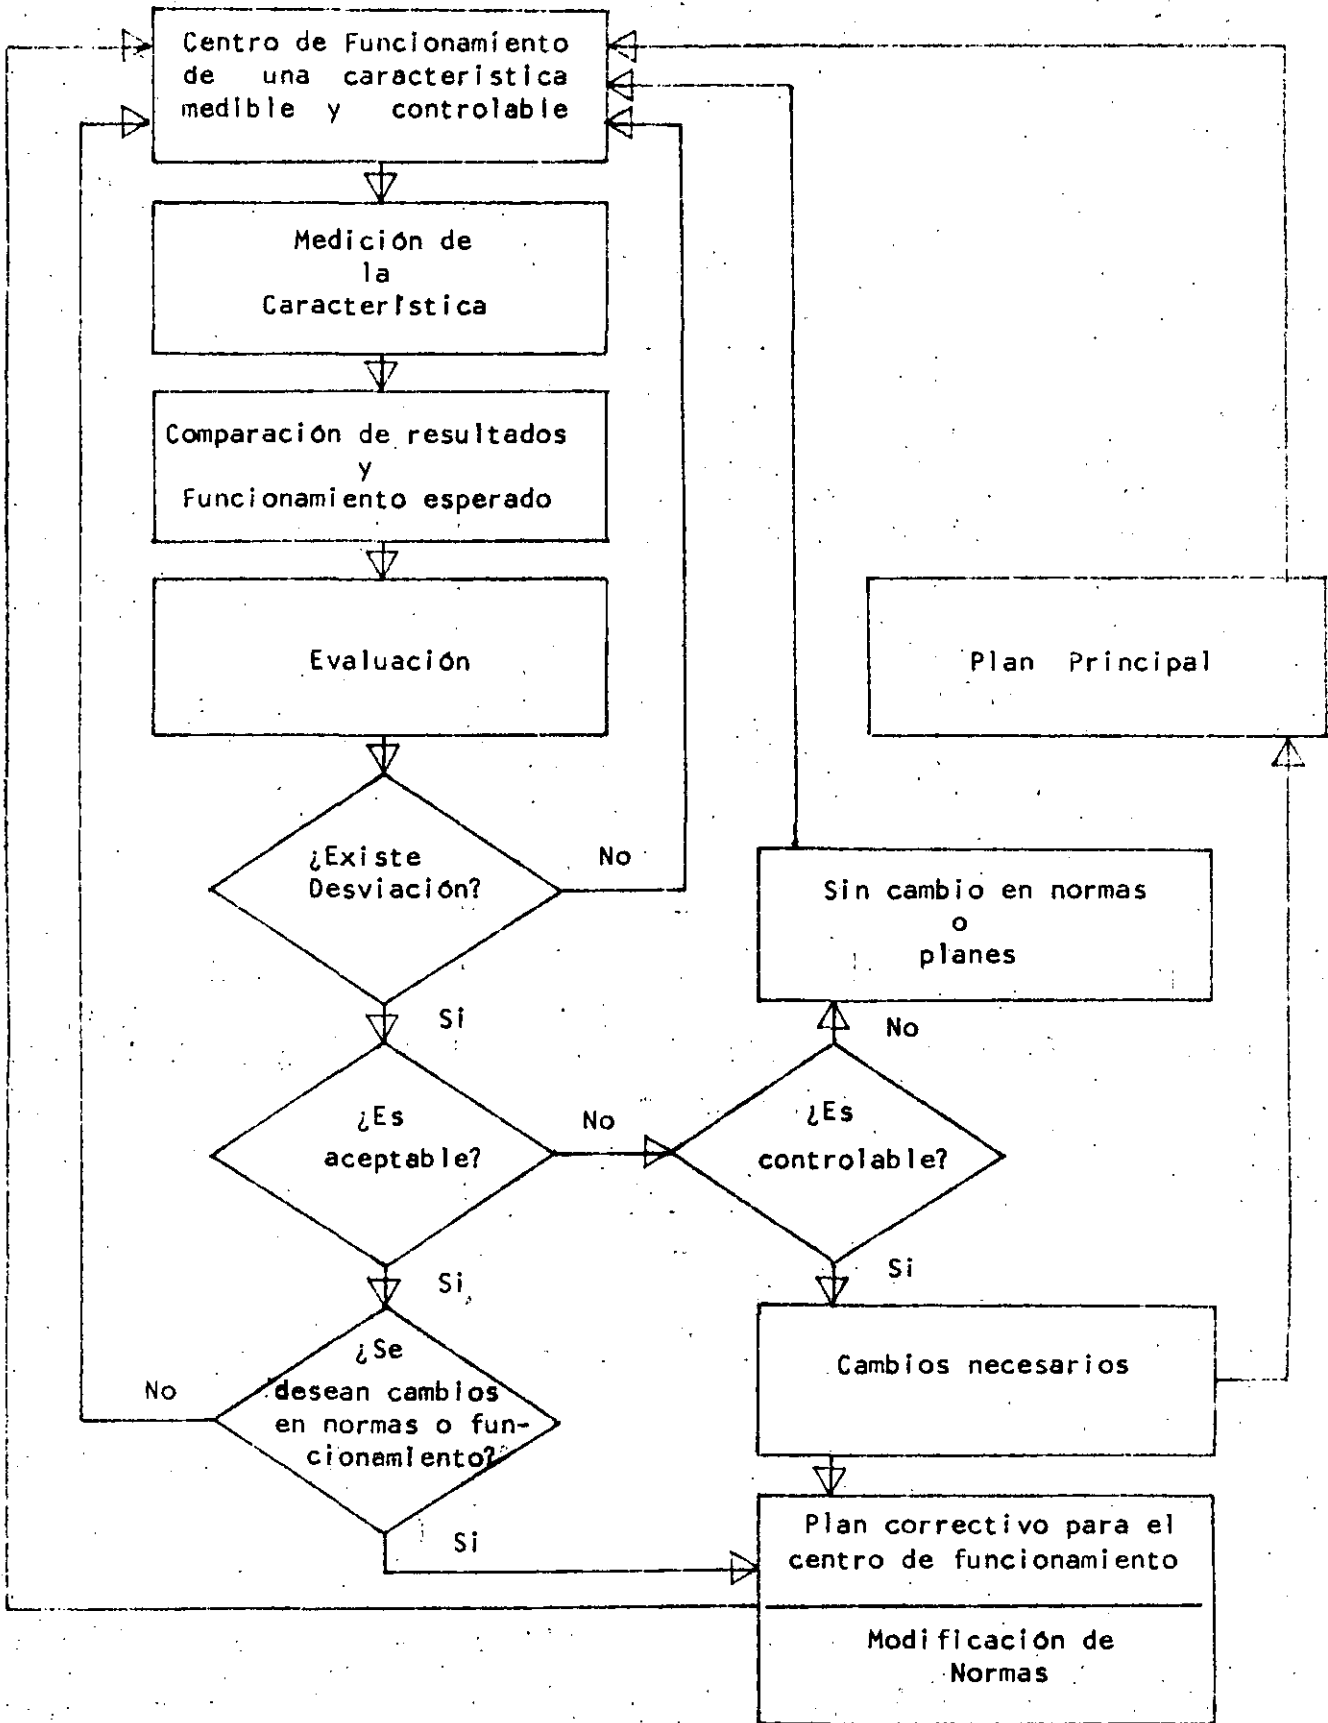 Centro de Funcionamiento
de una caracteristica
medible y controlable
Medición de
la
Característica
Comparación de resultados
y
Funcionamiento esperado
Evaluación
Plan Principal
¿Existe
Desviación?
No
Sin cambio en normas
o
planes
Si
No
¿Es
aceptable?
No
¿Es
controlable?
Si
Si
¿Se
desean cambios
en normas o fun-
cionamiento?
No
Cambios necesarios
Si
Plan correctivo para el
centro de funcionamiento
Modificación de
Normas